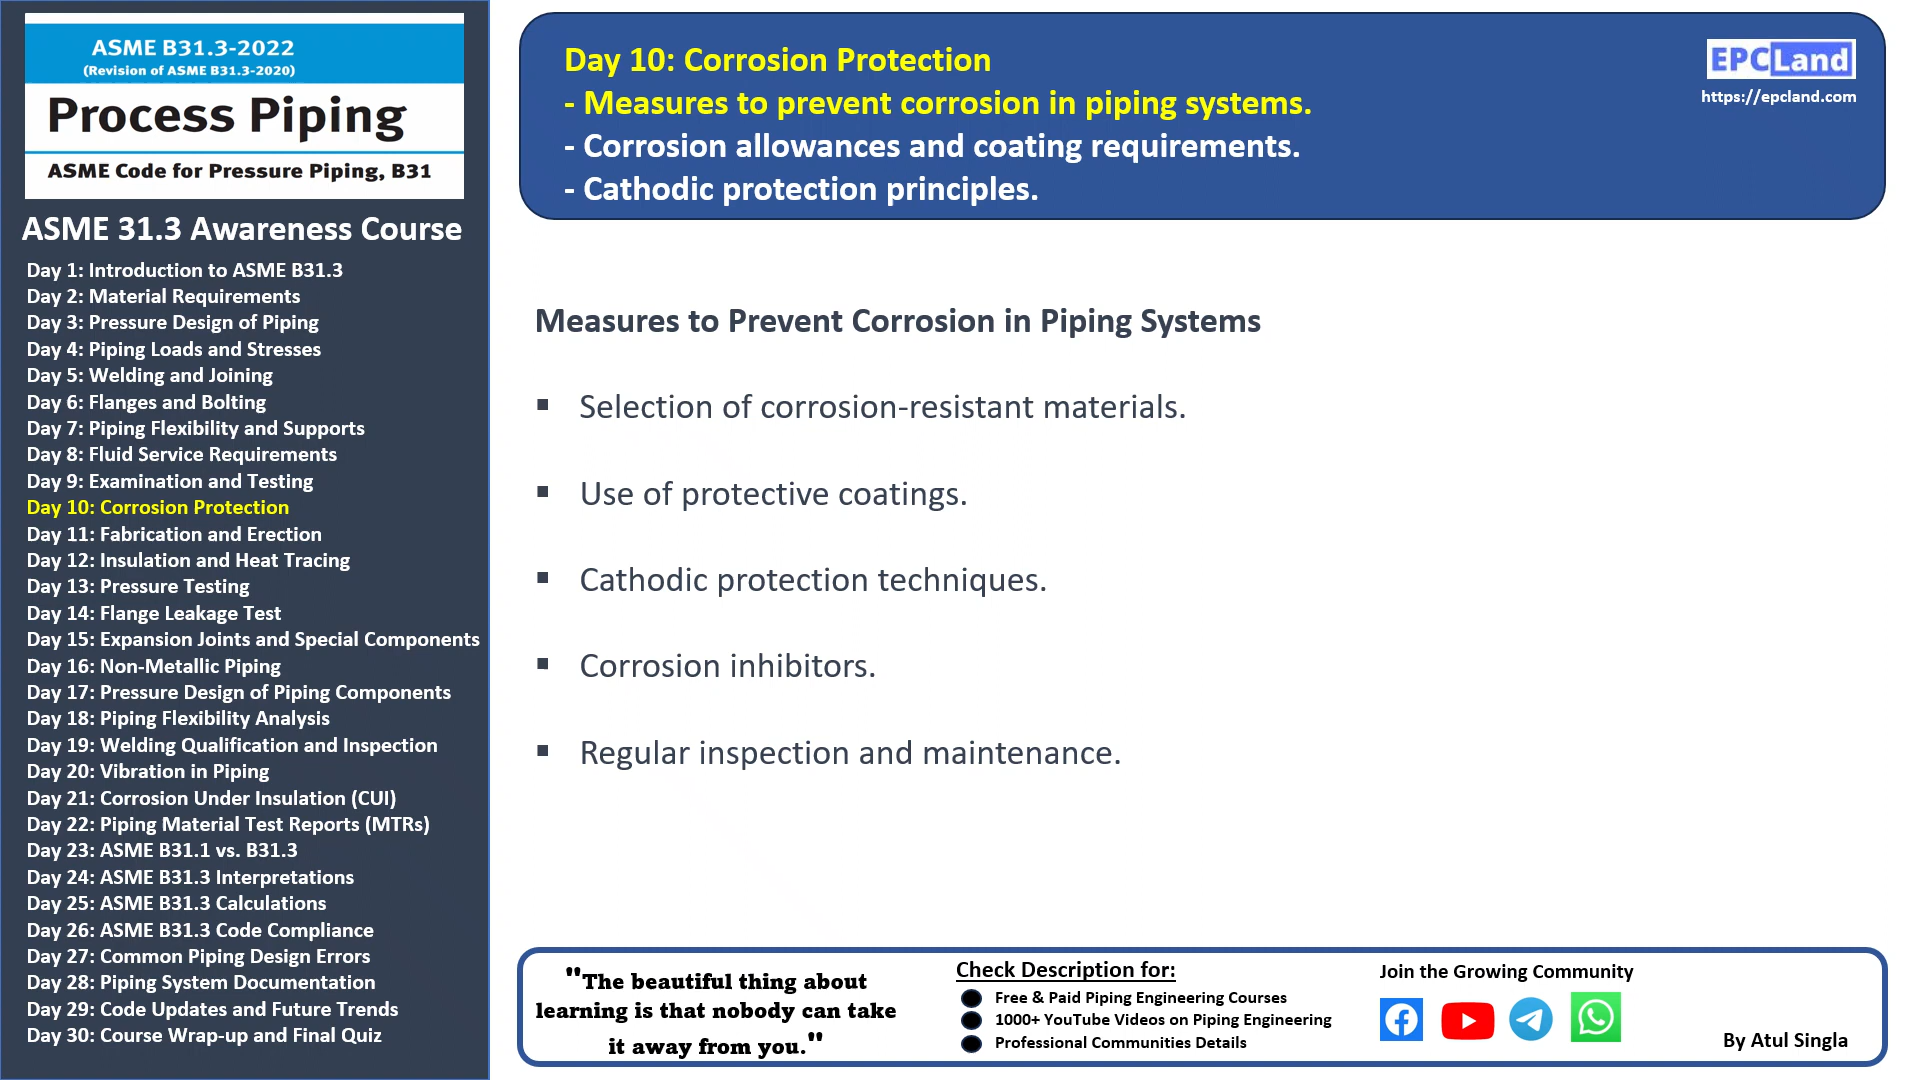 ASME B31.3-2022
(Revision of ASME B31.3-2020)
Process Piping
ASME Code for Pressure Piping, B31
ASME 31.3 Awareness Course
Day 1: Introduction to ASME B31.3
Day 2: Material Requirements
Day 3: Pressure Design of Piping
Day 4: Piping Loads and Stresses
Day 5: Welding and Joining
Day 6: Flanges and Bolting
Day 7: Piping Flexibility and Supports
Day 8: Fluid Service Requirements
Day 9: Examination and Testing
Day 10: Corrosion Protection
Day 11: Fabrication and Erection
Day 12: Insulation and Heat Tracing
Day 13: Pressure Testing
Day 14: Flange Leakage Test
Day 15: Expansion Joints and Special Components
Day 16: Non-Metallic Piping
Day 17: Pressure Design of Piping Components
Day 18: Piping Flexibility Analysis
Day 19: Welding Qualification and Inspection
Day 20: Vibration in Piping
Day 21: Corrosion Under Insulation (CUI)
Day 22: Piping Material Test Reports (MTRs)
Day 23: ASME B31.1 vs. B31.3
Day 24: ASME B31.3 Interpretations
Day 25: ASME B31.3 Calculations
Day 26: ASME B31.3 Code Compliance
Day 27: Common Piping Design Errors
Day 28: Piping System Documentation
Day 29: Code Updates and Future Trends
Day 30: Course Wrap-up and Final Quiz
Day 10: Corrosion Protection
- Measures to prevent corrosion in piping systems.
- Corrosion allowances and coating requirements.
- Cathodic protection principles.
EPCLand
https://epcland.com
Measures to Prevent Corrosion in Piping Systems
▪ Selection of corrosion-resistant materials.
▪ Use of protective coatings.
▪ Cathodic protection techniques.
▪ Corrosion inhibitors.
▪ Regular inspection and maintenance.
"The beautiful thing about
learning is that nobody can take
it away from you."
Check Description for:
● Free & Paid Piping Engineering Courses
● 1000+ YouTube Videos on Piping Engineering
● Professional Communities Details
Join the Growing Community
By Atul Singla